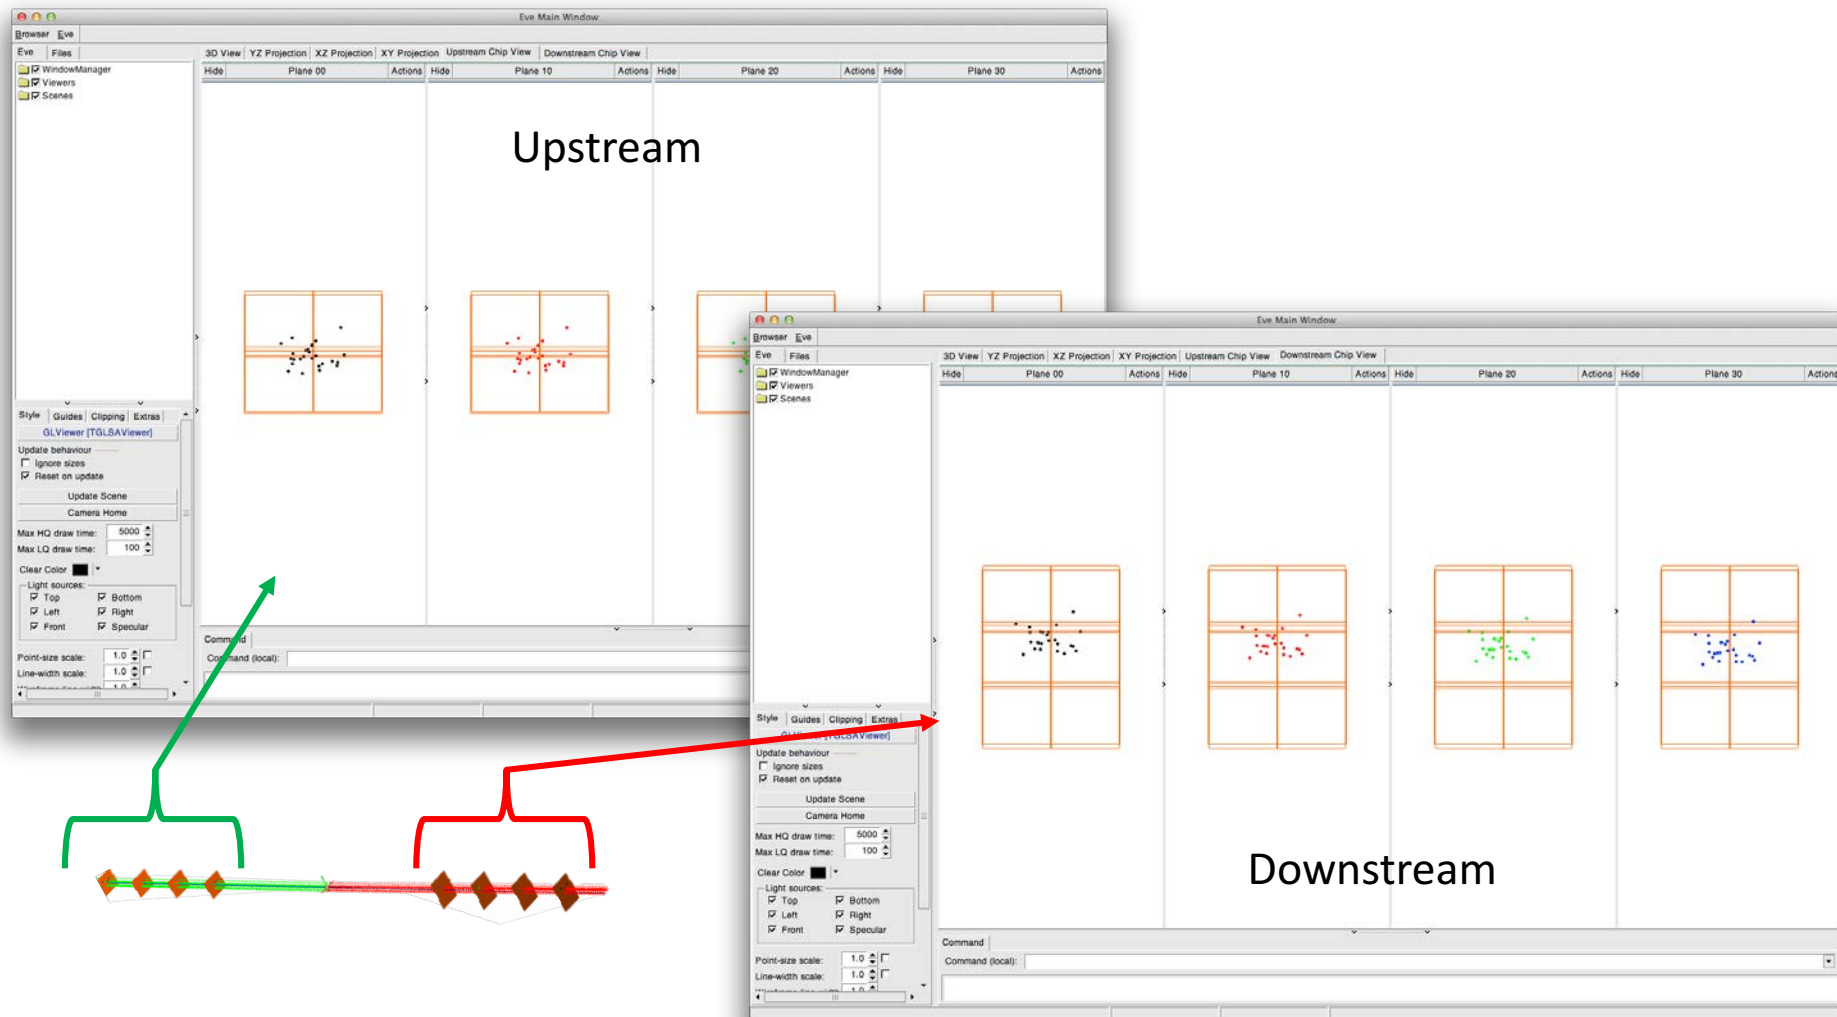 Eve Main Window
Browser Eve
Eve Files
3D View YZ Projection XZ Projection XY Projection Upstream Chip View Downstream Chip View
Hide Plane 00 Actions Hide Plane 10 Actions Hide Plane 20 Actions Hide Plane 30 Actions
WindowManager
Viewers
Scenes
Upstream
Style Guides Clipping Extras
GLViewer [TGLSAViewer]
Update behaviour
Ignore sizes
Reset on update
Update Scene
Camera Home
Max HQ draw time: 5000
Max LQ draw time: 100
Clear Color
Light sources:
Top Bottom
Left Right
Front Specular
Point-size scale: 1.0
Line-width scale: 1.0
Command
Command (local):
Eve Main Window
Browser Eve
Eve Files
3D View YZ Projection XZ Projection XY Projection Upstream Chip View Downstream Chip View
Hide Plane 00 Actions Hide Plane 10 Actions Hide Plane 20 Actions Hide Plane 30 Actions
WindowManager
Viewers
Scenes
Style Guides Clipping Extras
GLViewer [TGLSAViewer]
Update behaviour
Ignore sizes
Reset on update
Update Scene
Camera Home
Max HQ draw time: 5000
Max LQ draw time: 100
Clear Color
Light sources:
Top Bottom
Left Right
Front Specular
Point-size scale: 1.0
Line-width scale: 1.0
Downstream
Command
Command (local):